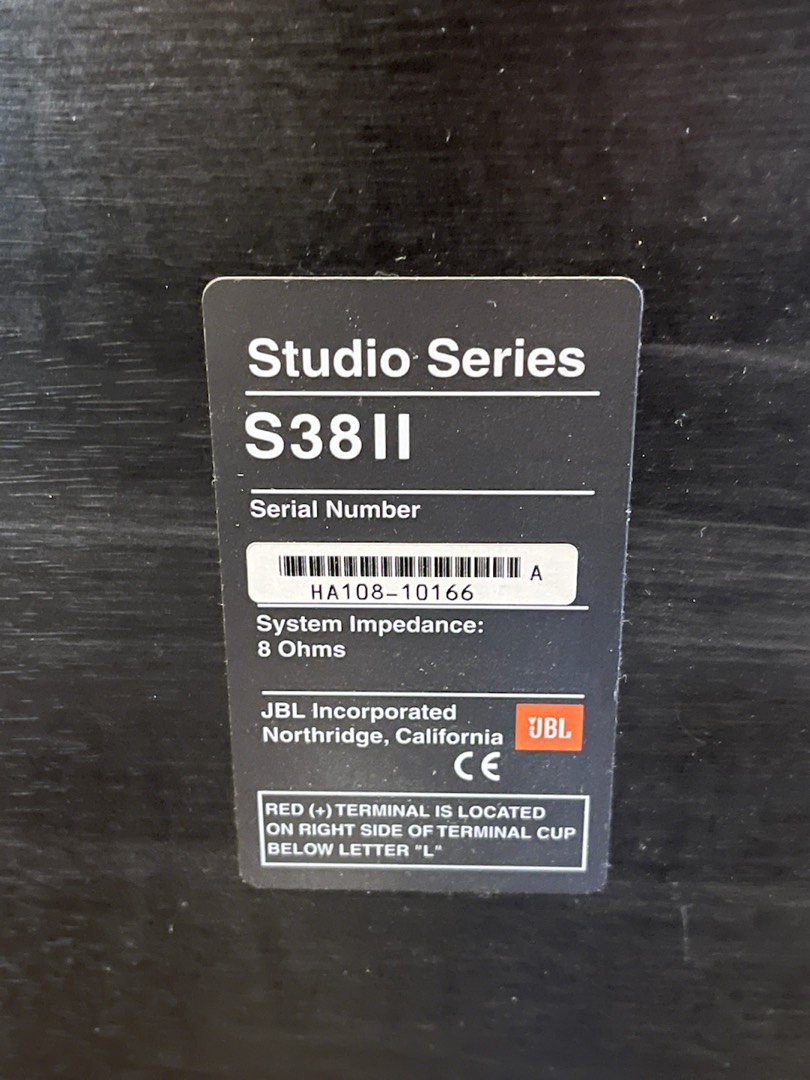 Studio Series
S38II
Serial Number
A
HA108-10166
System Impedance:
8 Ohms
JBL Incorporated
Northridge, California
JBL
CE
RED (+) TERMINAL IS LOCATED
ON RIGHT SIDE OF TERMINAL CUP
BELOW LETTER "L"